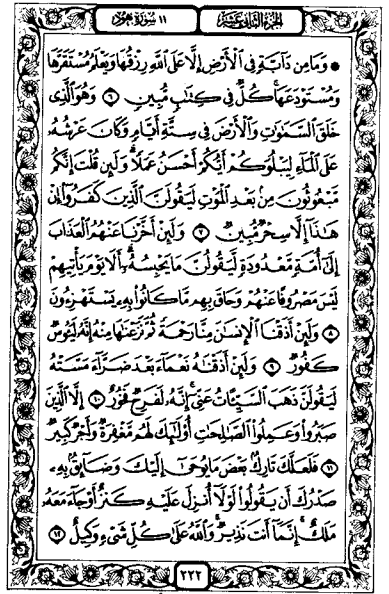 الجزء الثاني عشر ١١ سورة هود
۞ وَمَا مِن دَآبَّةٍ فِي ٱلْأَرْضِ إِلَّا عَلَى ٱللَّهِ رِزْقُهَا وَيَعْلَمُ مُسْتَقَرَّهَا
وَمُسْتَوْدَعَهَا ۚ كُلٌّ فِي كِتَٰبٍ مُّبِينٍ ٦ وَهُوَ ٱلَّذِي
خَلَقَ ٱلسَّمَٰوَٰتِ وَٱلْأَرْضَ فِي سِتَّةِ أَيَّامٍ وَكَانَ عَرْشُهُۥ
عَلَى ٱلْمَآءِ لِيَبْلُوَكُمْ أَيُّكُمْ أَحْسَنُ عَمَلًا ۗ وَلَئِن قُلْتَ إِنَّكُم
مَّبْعُوثُونَ مِنۢ بَعْدِ ٱلْمَوْتِ لَيَقُولَنَّ ٱلَّذِينَ كَفَرُوٓا۟ إِنْ
هَٰذَآ إِلَّا سِحْرٌ مُّبِينٌ ٧ وَلَئِنْ أَخَّرْنَا عَنْهُمُ ٱلْعَذَابَ
إِلَىٰٓ أُمَّةٍ مَّعْدُودَةٍ لَّيَقُولُنَّ مَا يَحْبِسُهُۥٓ ۗ أَلَا يَوْمَ يَأْتِيهِمْ
لَيْسَ مَصْرُوفًا عَنْهُمْ وَحَاقَ بِهِم مَّا كَانُوا۟ بِهِۦ يَسْتَهْزِءُونَ
٨ وَلَئِنْ أَذَقْنَا ٱلْإِنسَٰنَ مِنَّا رَحْمَةً ثُمَّ نَزَعْنَٰهَا مِنْهُ إِنَّهُۥ لَيَـُٔوسٌ
كَفُورٌ ٩ وَلَئِنْ أَذَقْنَٰهُ نَعْمَآءَ بَعْدَ ضَرَّآءَ مَسَّتْهُ
لَيَقُولَنَّ ذَهَبَ ٱلسَّيِّـَٔاتُ عَنِّيٓ ۚ إِنَّهُۥ لَفَرِحٌ فَخُورٌ ١٠ إِلَّا ٱلَّذِينَ
صَبَرُوا۟ وَعَمِلُوا۟ ٱلصَّٰلِحَٰتِ أُو۟لَٰٓئِكَ لَهُم مَّغْفِرَةٌ وَأَجْرٌ كَبِيرٌ
١١ فَلَعَلَّكَ تَارِكٌۢ بَعْضَ مَا يُوحَىٰٓ إِلَيْكَ وَضَآئِقٌۢ بِهِۦ
صَدْرُكَ أَن يَقُولُوا۟ لَوْلَآ أُنزِلَ عَلَيْهِ كَنزٌ أَوْ جَآءَ مَعَهُۥ
مَلَكٌ ۚ إِنَّمَآ أَنتَ نَذِيرٌ ۚ وَٱللَّهُ عَلَىٰ كُلِّ شَيْءٍ وَكِيلٌ ١٢
٢٢٢